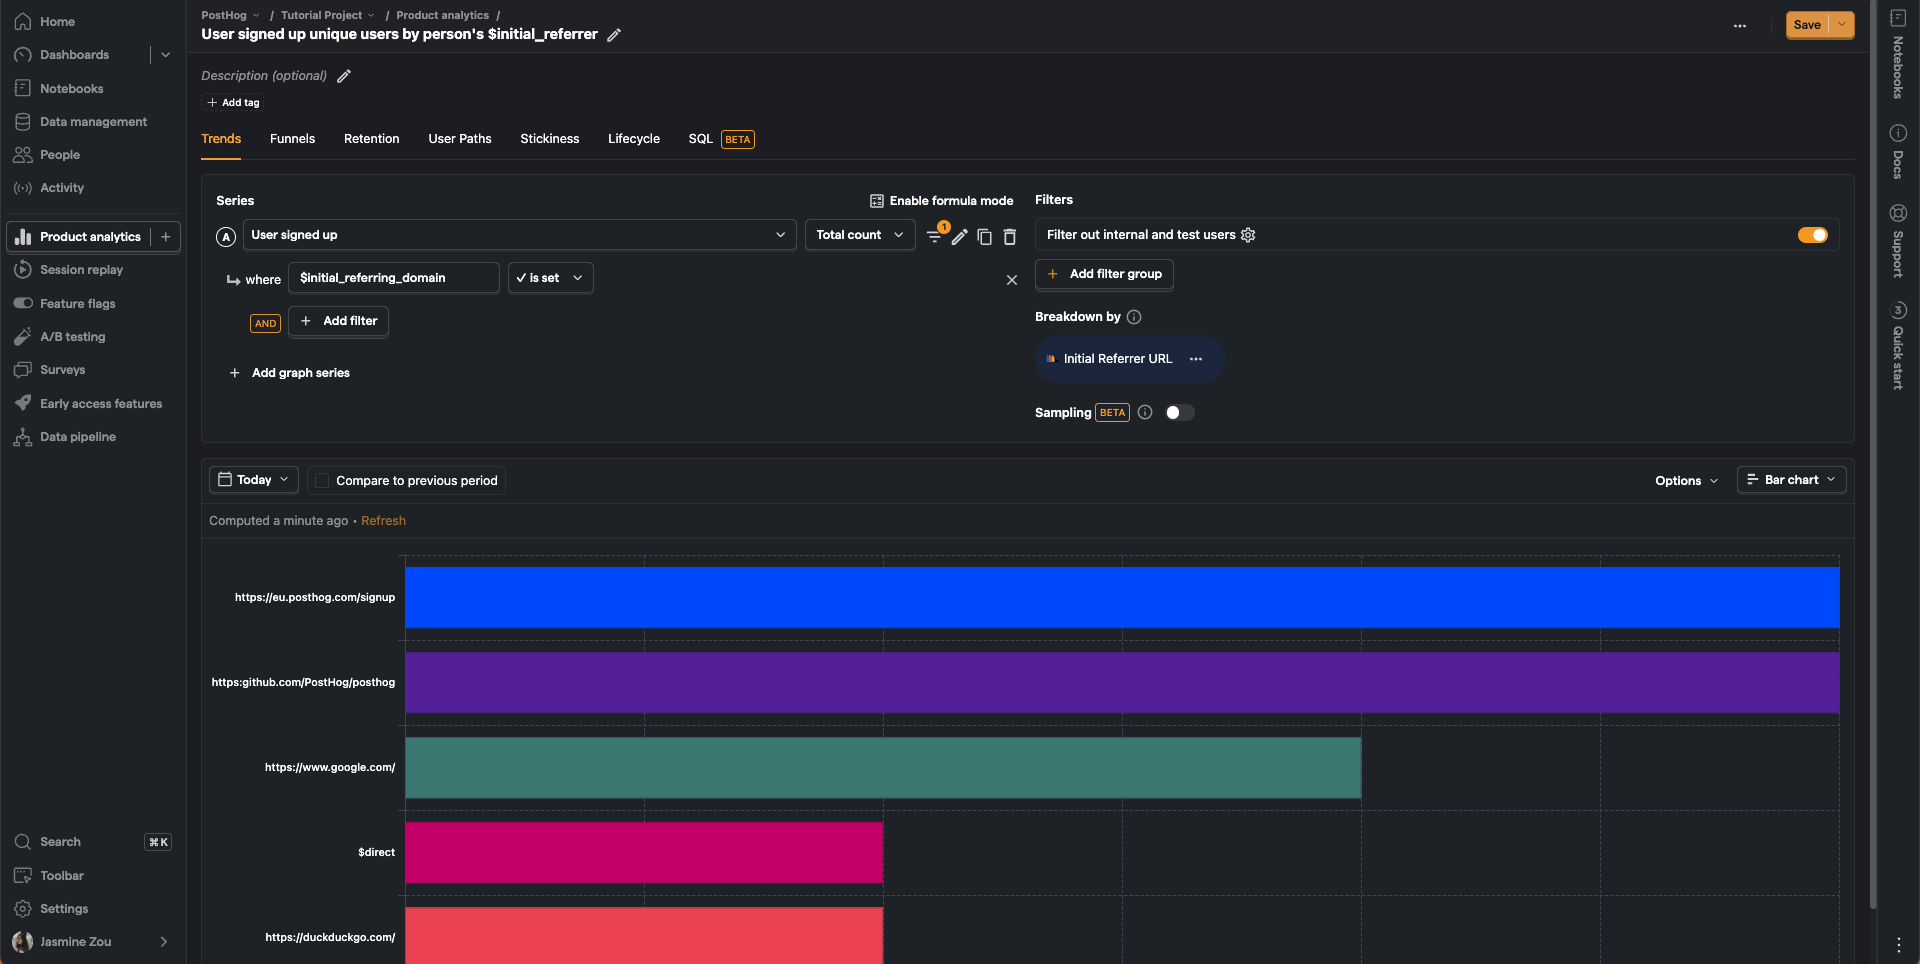 Home
Dashboards
Notebooks
Data management
People
Activity
Product analytics
Session replay
Feature flags
A/B testing
Surveys
Early access features
Data pipeline
Search ⌘K
Toolbar
Settings
Jasmine Zou
PostHog / Tutorial Project / Product analytics /
User signed up unique users by person's $initial_referrer
Save
Description (optional)
Add tag
Trends Funnels Retention User Paths Stickiness Lifecycle SQL BETA
Series Enable formula mode
A User signed up Total count 1
where $initial_referring_domain ✓ is set
AND + Add filter
+ Add graph series
Filters
Filter out internal and test users
+ Add filter group
Breakdown by
Initial Referrer URL
Sampling BETA
Today Compare to previous period Options Bar chart
Computed a minute ago • Refresh
https://eu.posthog.com/signup
https:github.com/PostHog/posthog
https://www.google.com/
$direct
https://duckduckgo.com/
Notebooks
Docs
Support
3 Quick start